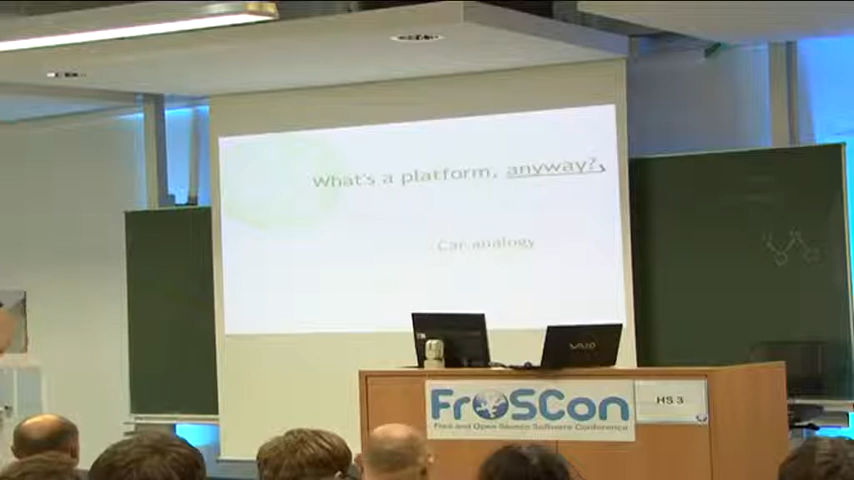 What's a platform, anyway?
Car analogy
VAIO
FrOSCon
Free and Open Source Software Conference
HS 3